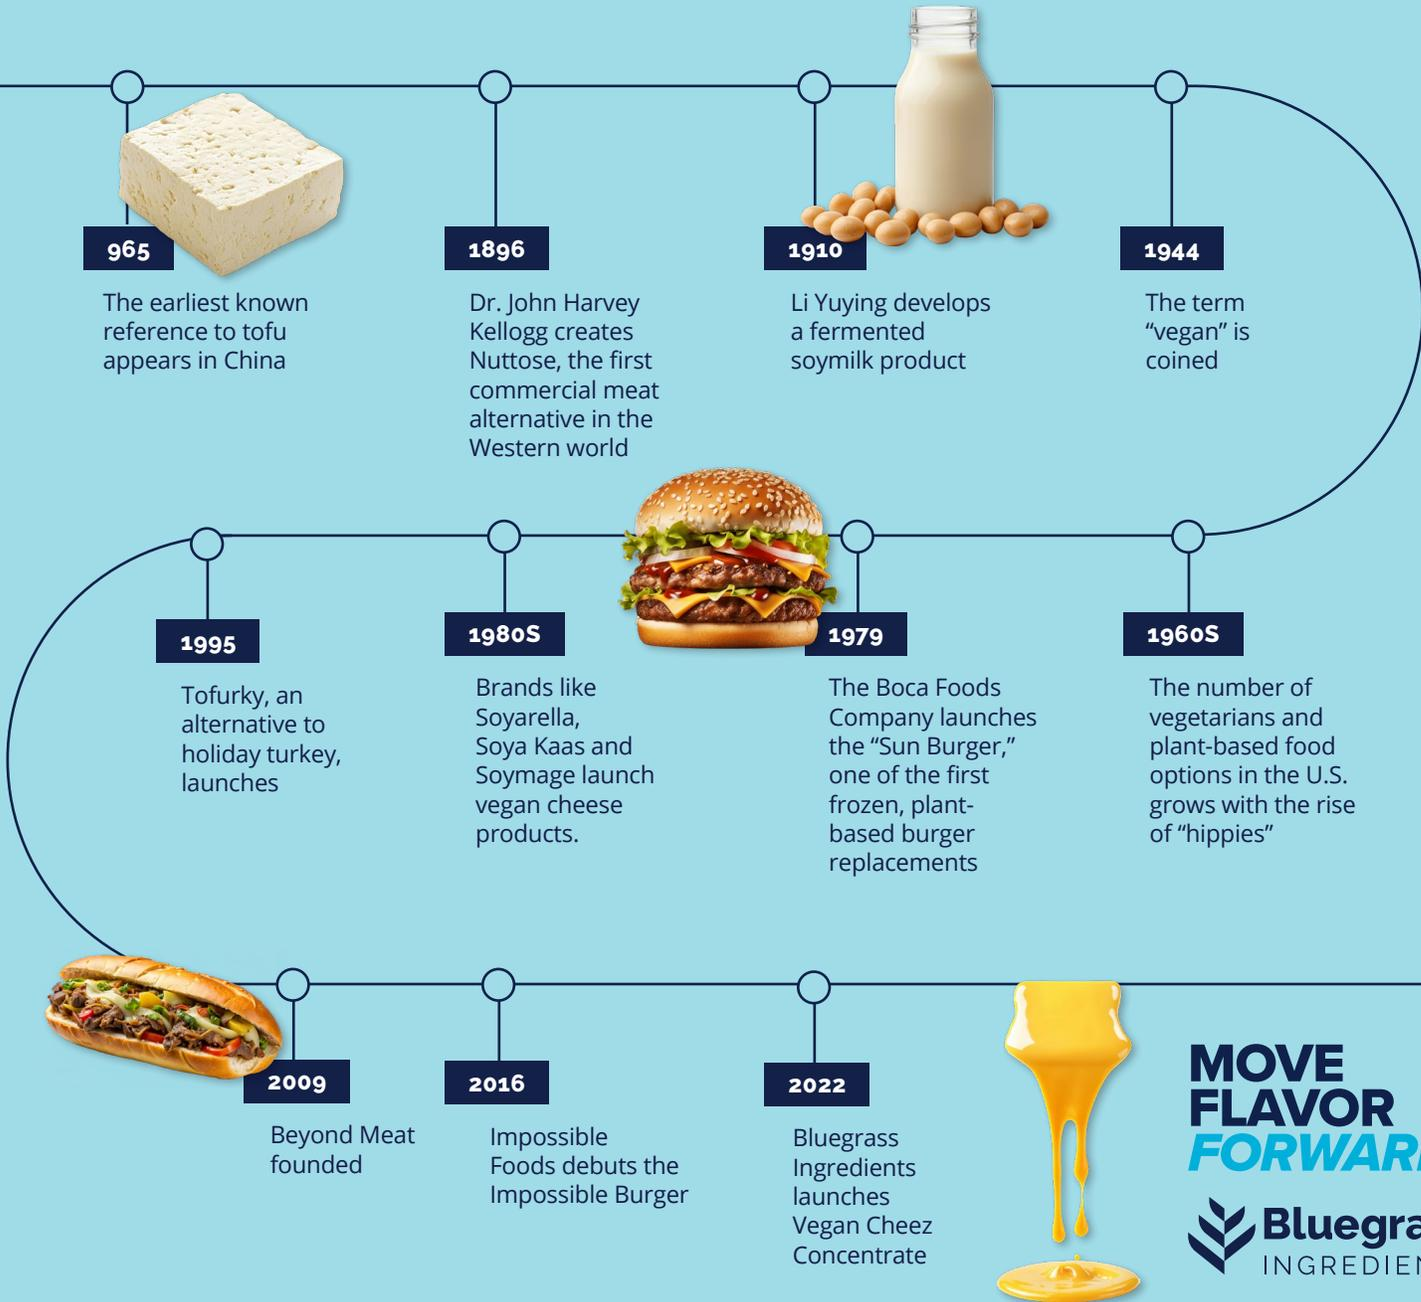 965
The earliest known
reference to tofu
appears in China
1896
Dr. John Harvey
Kellogg creates
Nuttose, the first
commercial meat
alternative in the
Western world
1910
Li Yuying develops
a fermented
soymilk product
1944
The term
“vegan” is
coined
1960S
The number of
vegetarians and
plant-based food
options in the U.S.
grows with the rise
of “hippies”
1979
The Boca Foods
Company launches
the “Sun Burger,”
one of the first
frozen, plant-
based burger
replacements
1980S
Brands like
Soyarella,
Soya Kaas and
Soymage launch
vegan cheese
products.
1995
Tofurky, an
alternative to
holiday turkey,
launches
2009
Beyond Meat
founded
2016
Impossible
Foods debuts the
Impossible Burger
2022
Bluegrass
Ingredients
launches
Vegan Cheez
Concentrate
MOVE
FLAVOR